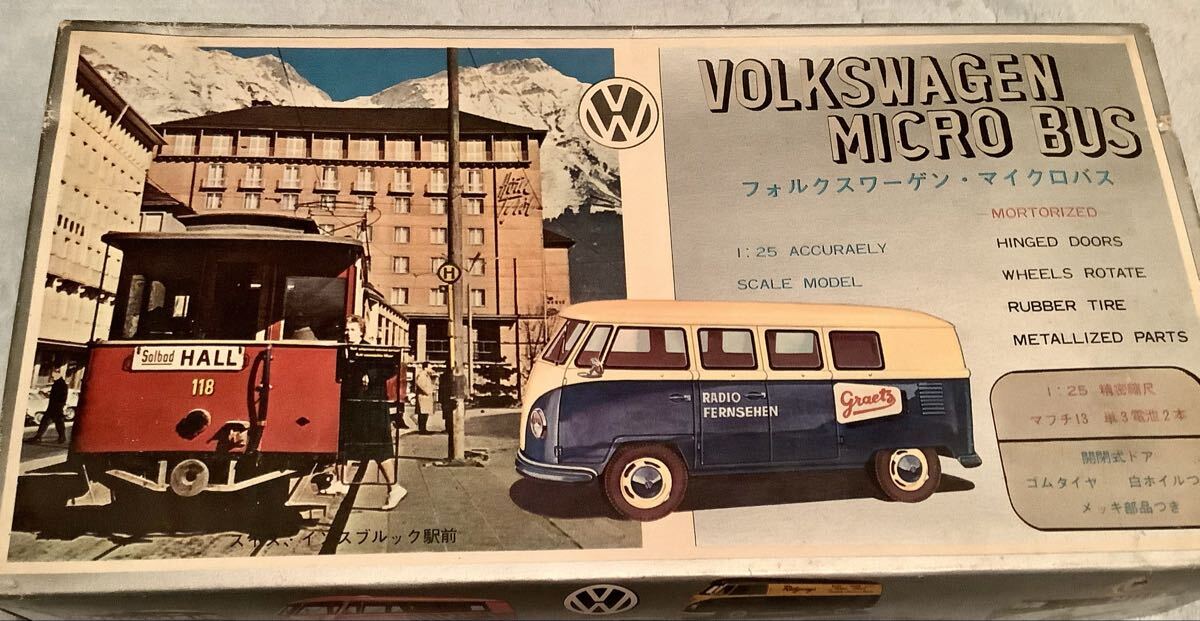 VOLKSWAGEN
MICRO BUS
フォルクスワーゲン・マイクロバス
MORTORIZED
HINGED DOORS
WHEELS ROTATE
RUBBER TIRE
METALLIZED PARTS
1:25 ACCURAELY
SCALE MODEL
1:25 精密縮尺
マブチ13 単3電池2本
開閉式ドア
ゴムタイヤ 白ホイルつ
メッキ部品つき
H
Solbad HALL
118
RADIO
FERNSEHEN
Graetz
スイス、インスブルック駅前